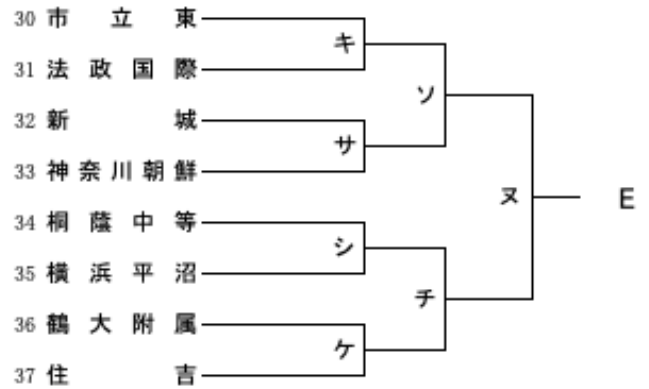 30 市立東
31 法政国際
キ
32 新城
33 神奈川朝鮮
サ
ソ
34 桐蔭中等
35 横浜平沼
シ
36 鶴大附属
37 住吉
ケ
チ
ヌ
E